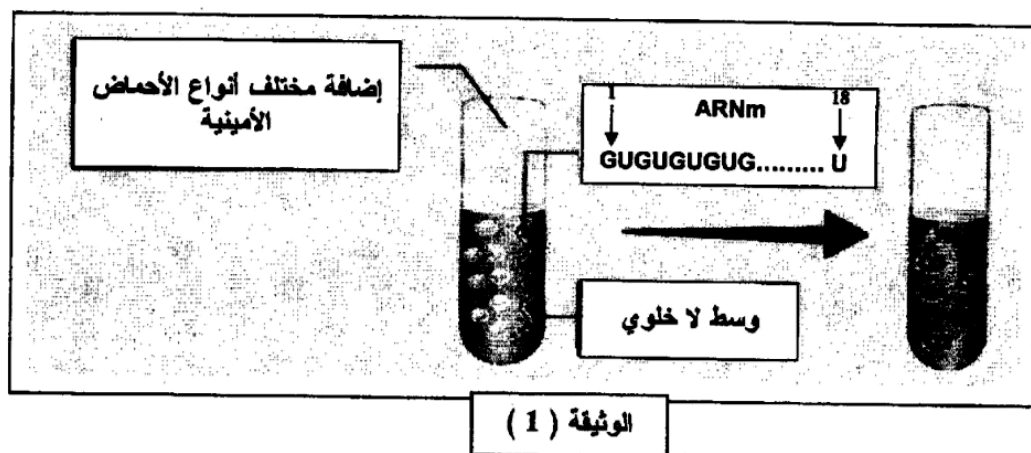 إضافة مختلف أنواع الأحماض
الأمينية
1 18
ARNm
GUGUGUGUG......... U
وسط لا خلوي
الوثيقة ( 1 )